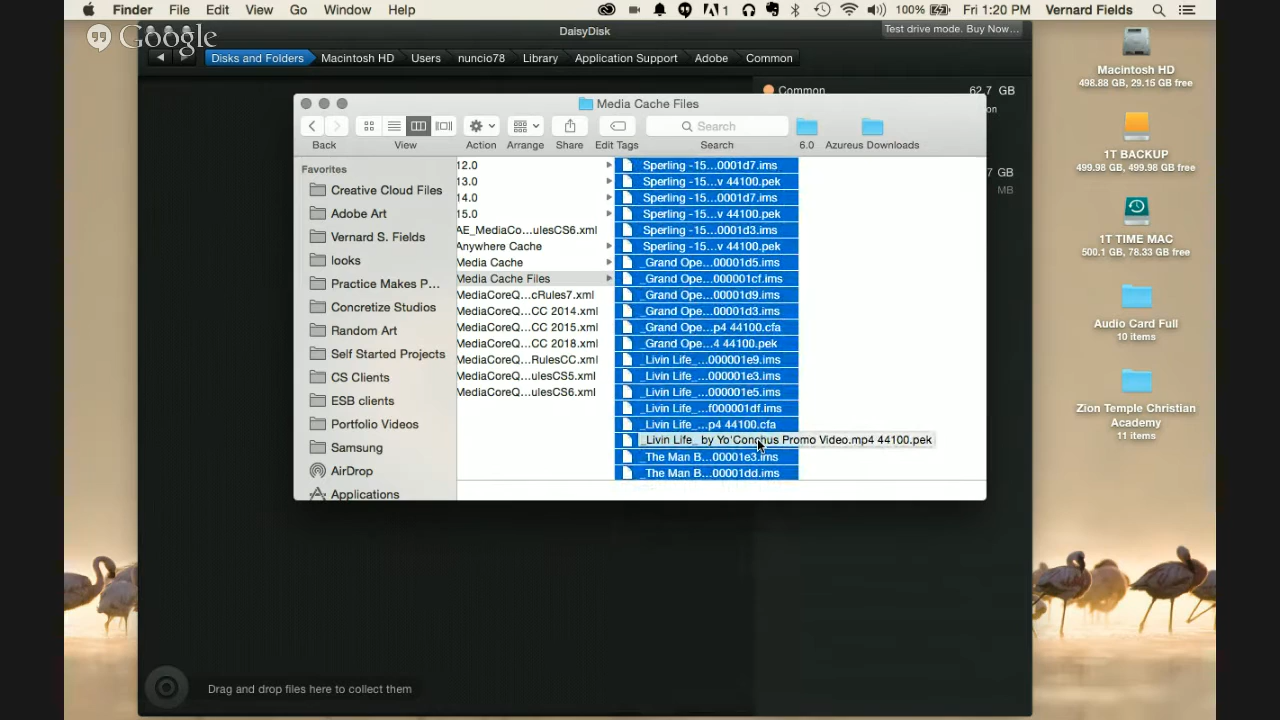 Finder File Edit View Go Window Help
1 100% Fri 1:20 PM Vernard Fields
Google
DaisyDisk
Test drive mode. Buy Now…
Disks and Folders Macintosh HD Users nuncio78 Library Application Support Adobe Common
Common 62.7 GB
Media Cache Files
Search
Back View Action Arrange Share Edit Tags Search 6.0 Azureus Downloads
Favorites
Creative Cloud Files
Adobe Art
Vernard S. Fields
looks
Practice Makes P…
Concretize Studios
Random Art
Self Started Projects
CS Clients
ESB clients
Portfolio Videos
Samsung
AirDrop
Applications
12.0
13.0
14.0
15.0
AE_MediaCo…ulesCS6.xml
Anywhere Cache
Media Cache
Media Cache Files
MediaCoreQ…cRules7.xml
MediaCoreQ…CC 2014.xml
MediaCoreQ…CC 2015.xml
MediaCoreQ…CC 2018.xml
MediaCoreQ…RulesCC.xml
MediaCoreQ…ulesCS5.xml
MediaCoreQ…ulesCS6.xml
Sperling -15…0001d7.ims
Sperling -15…v 44100.pek
Sperling -15…0001d7.ims
Sperling -15…v 44100.pek
Sperling -15…0001d3.ims
Sperling -15…v 44100.pek
_Grand Ope…00001d5.ims
_Grand Ope…000001cf.ims
_Grand Ope…00001d9.ims
_Grand Ope…00001d3.ims
_Grand Ope…p4 44100.cfa
_Grand Ope…4 44100.pek
_Livin Life_…000001e9.ims
_Livin Life_…000001e3.ims
_Livin Life_…000001e5.ims
_Livin Life_…f000001df.ims
_Livin Life_…p4 44100.cfa
_Livin Life_ by Yo'Conchus Promo Video.mp4 44100.pek
_The Man B…00001e3.ims
_The Man B…00001dd.ims
GB
MB
Drag and drop files here to collect them
Macintosh HD
498.88 GB, 29.15 GB free
1T BACKUP
499.98 GB, 499.98 GB free
1T TIME MAC
500.1 GB, 78.33 GB free
Audio Card Full
10 items
Zion Temple Christian
Academy
11 items